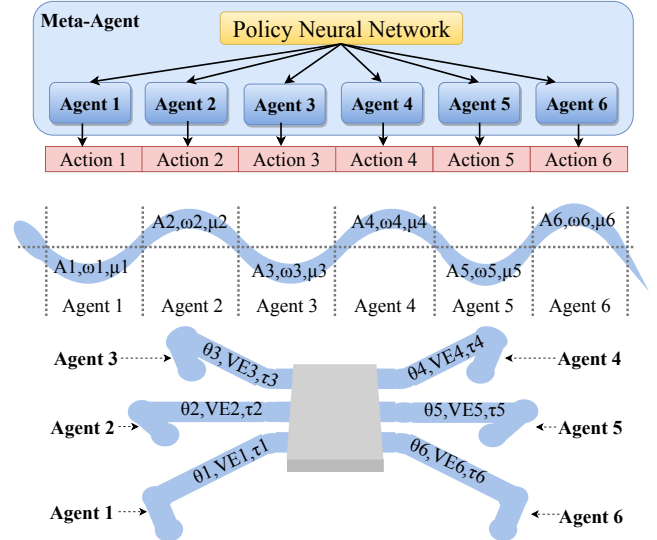 Meta-Agent
Policy Neural Network
Agent 1 Agent 2 Agent 3 Agent 4 Agent 5 Agent 6
Action 1 Action 2 Action 3 Action 4 Action 5 Action 6
A2,ω2,μ2 A4,ω4,μ4 A6,ω6,μ6
A1,ω1,μ1 A3,ω3,μ3 A5,ω5,μ5
Agent 1 Agent 2 Agent 3 Agent 4 Agent 5 Agent 6
Agent 3 θ3,VE3,τ3 θ4,VE4,τ4 Agent 4
Agent 2 θ2,VE2,τ2 θ5,VE5,τ5 Agent 5
Agent 1 θ1,VE1,τ1 θ6,VE6,τ6 Agent 6